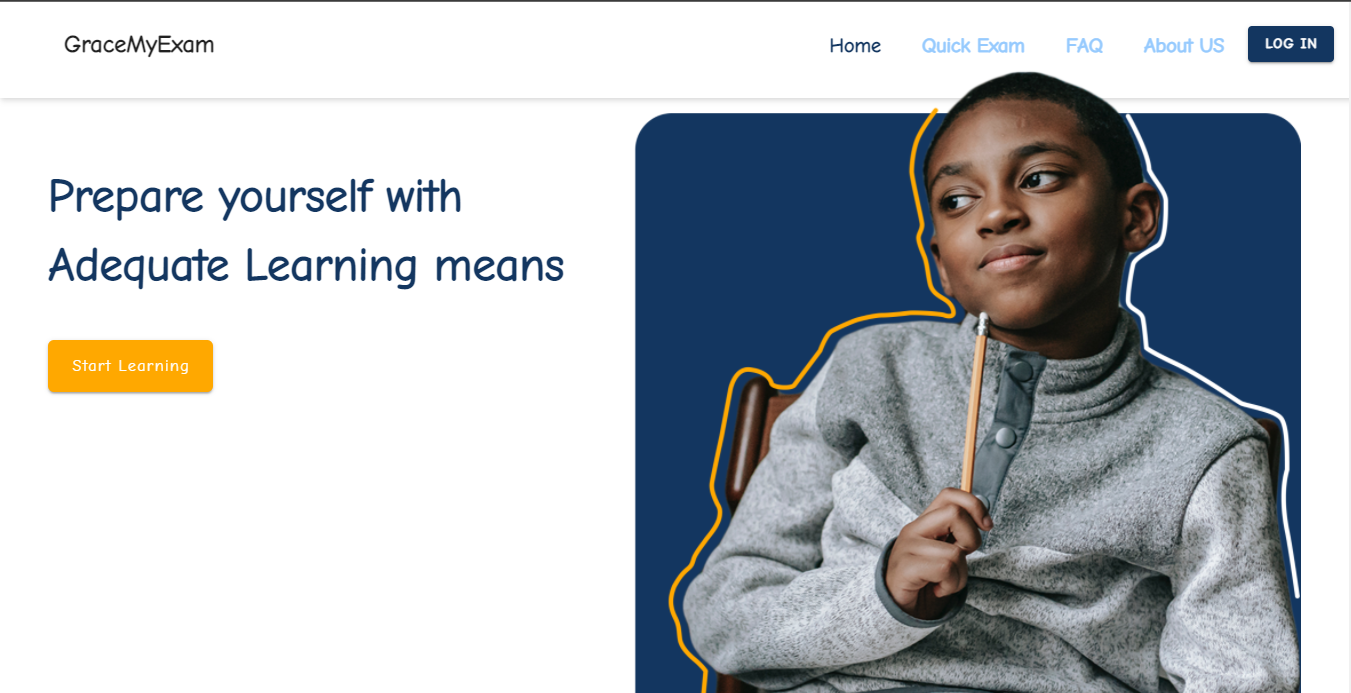 GraceMyExam
Home Quick Exam FAQ About US LOG IN
Prepare yourself with
Adequate Learning means
Start Learning